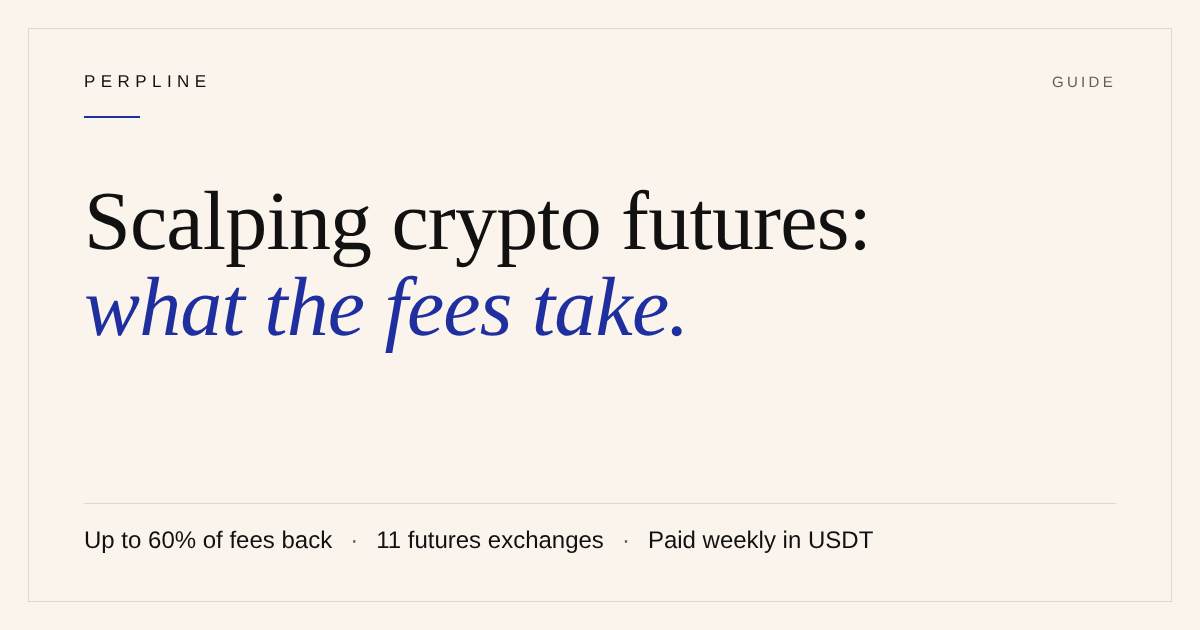 PERPLINE
GUIDE
Scalping crypto futures:
what the fees take.
Up to 60% of fees back · 11 futures exchanges · Paid weekly in USDT